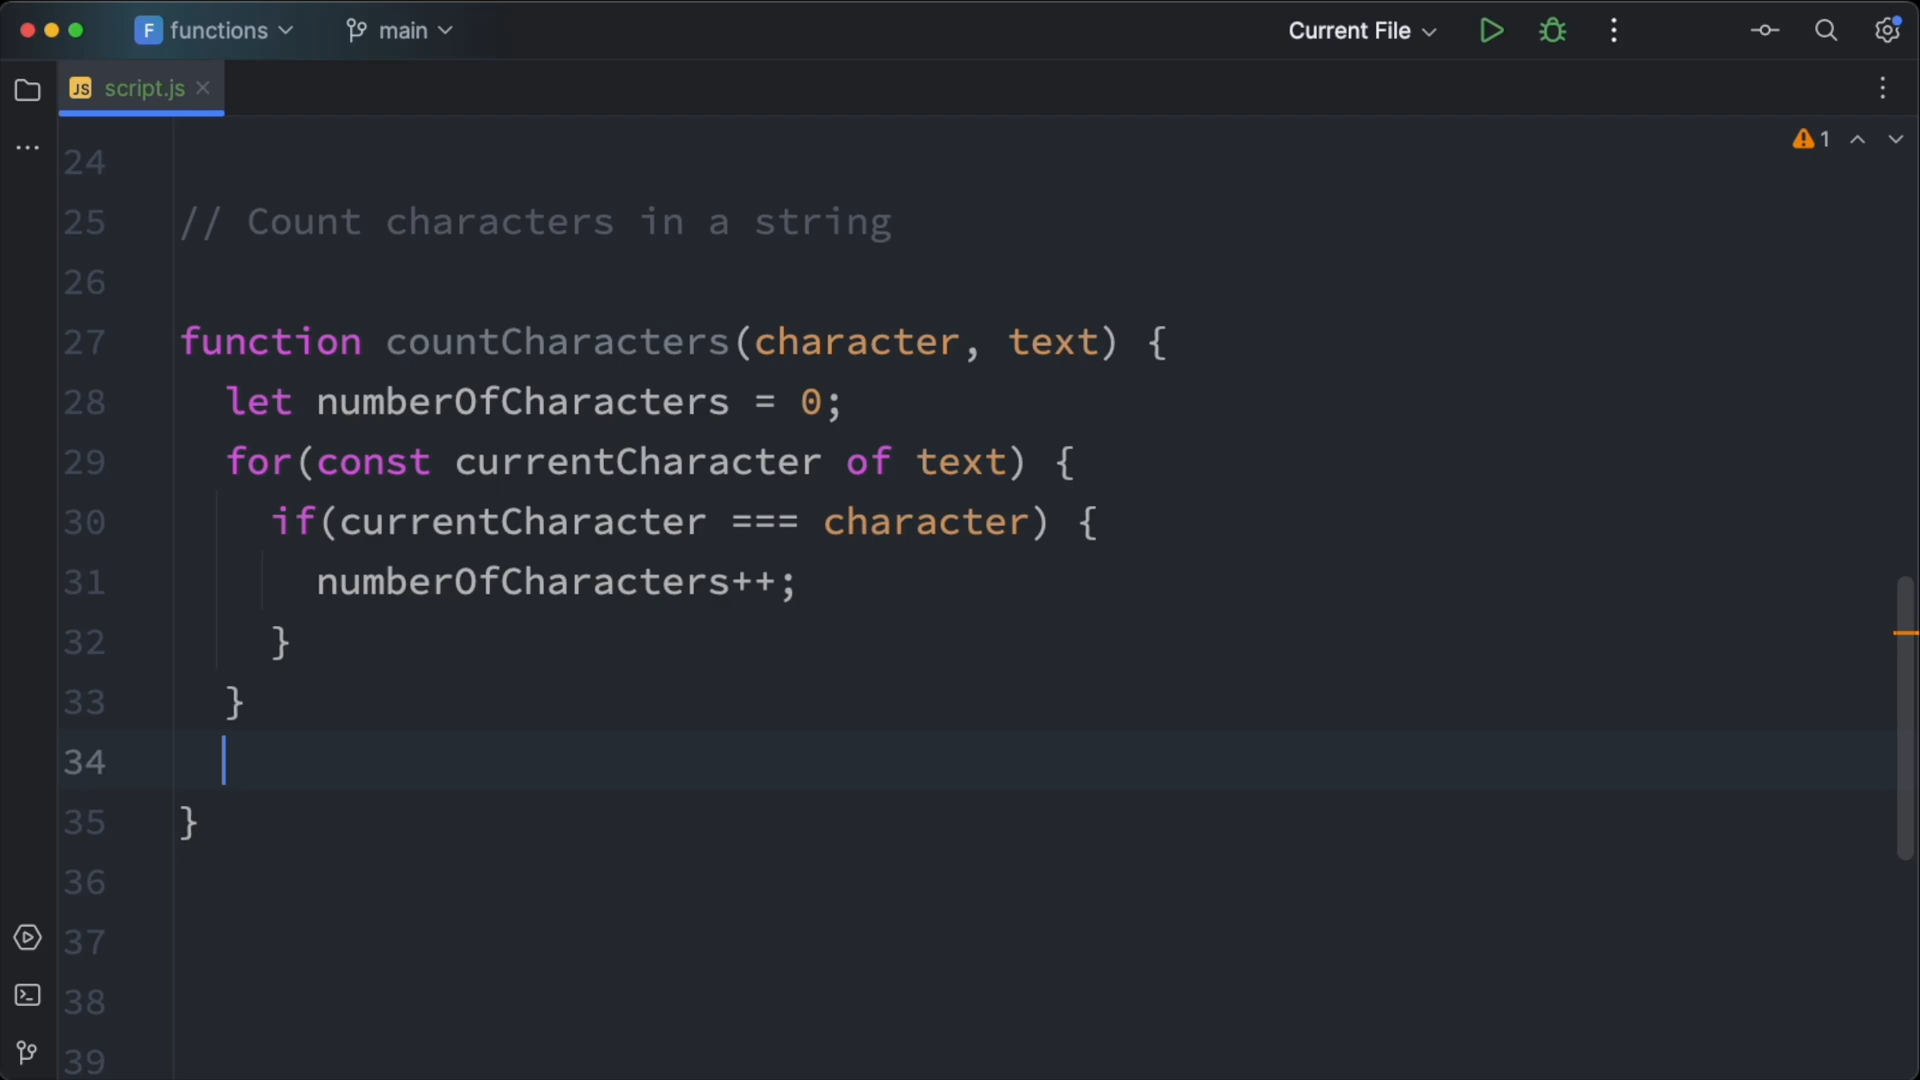 F functions main Current File
JS script.js
1
24
25 // Count characters in a string
26
27 function countCharacters(character, text) {
28 let numberOfCharacters = 0;
29 for(const currentCharacter of text) {
30 if(currentCharacter === character) {
31 numberOfCharacters++;
32 }
33 }
34
35 }
36
37
38
39